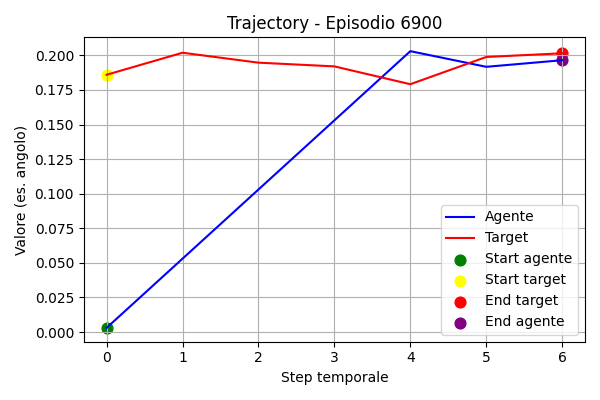 Trajectory - Episodio 6900
Valore (es. angolo)
0.200
0.175
0.150
0.125
0.100
0.075
0.050
0.025
0.000
0 1 2 3 4 5 6
Step temporale
Agente
Target
Start agente
Start target
End target
End agente